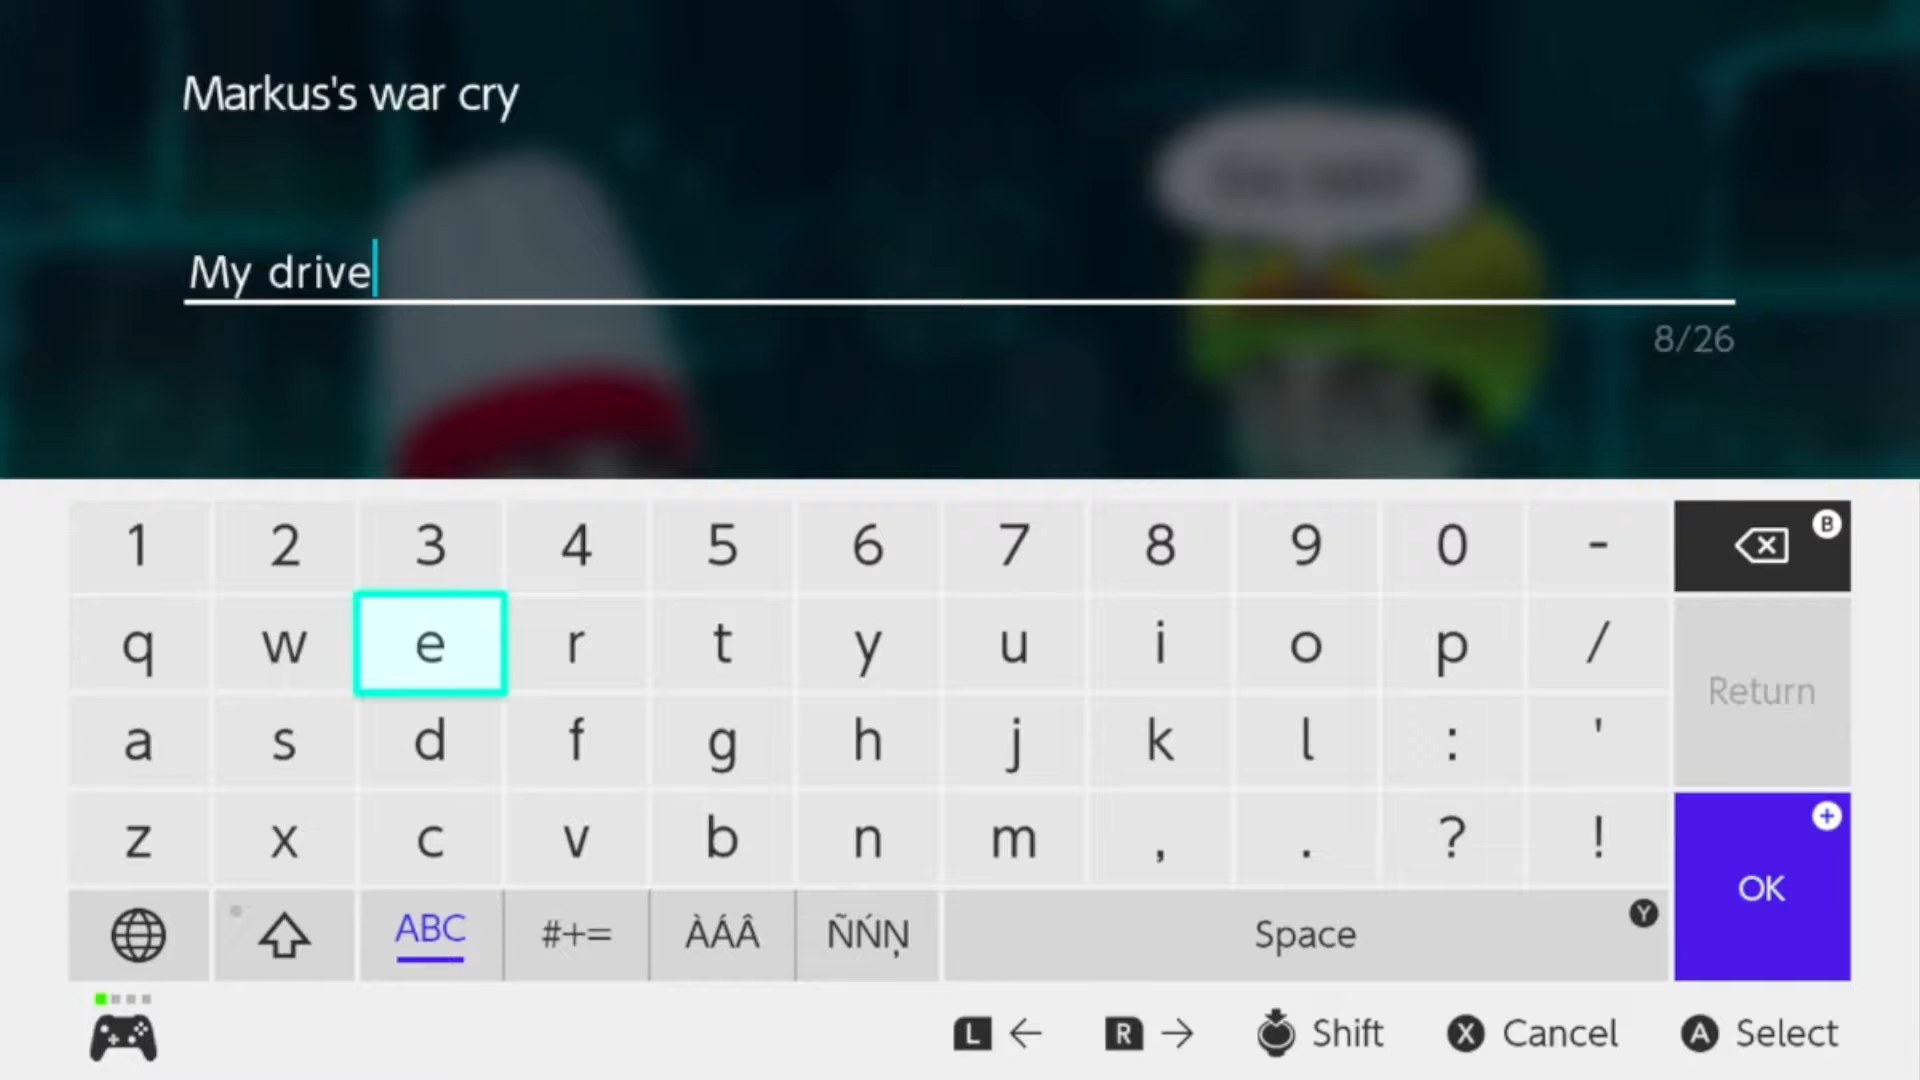 Markus's war cry
My drive
8/26
1 2 3 4 5 6 7 8 9 0 -
B
q w e r t y u i o p /
Return
a s d f g h j k l : '
z x c v b n m , . ? !
+
OK
ABC #+= ÀÁÂ ÑŃŅ Space Y
L ← R → Shift X Cancel A Select